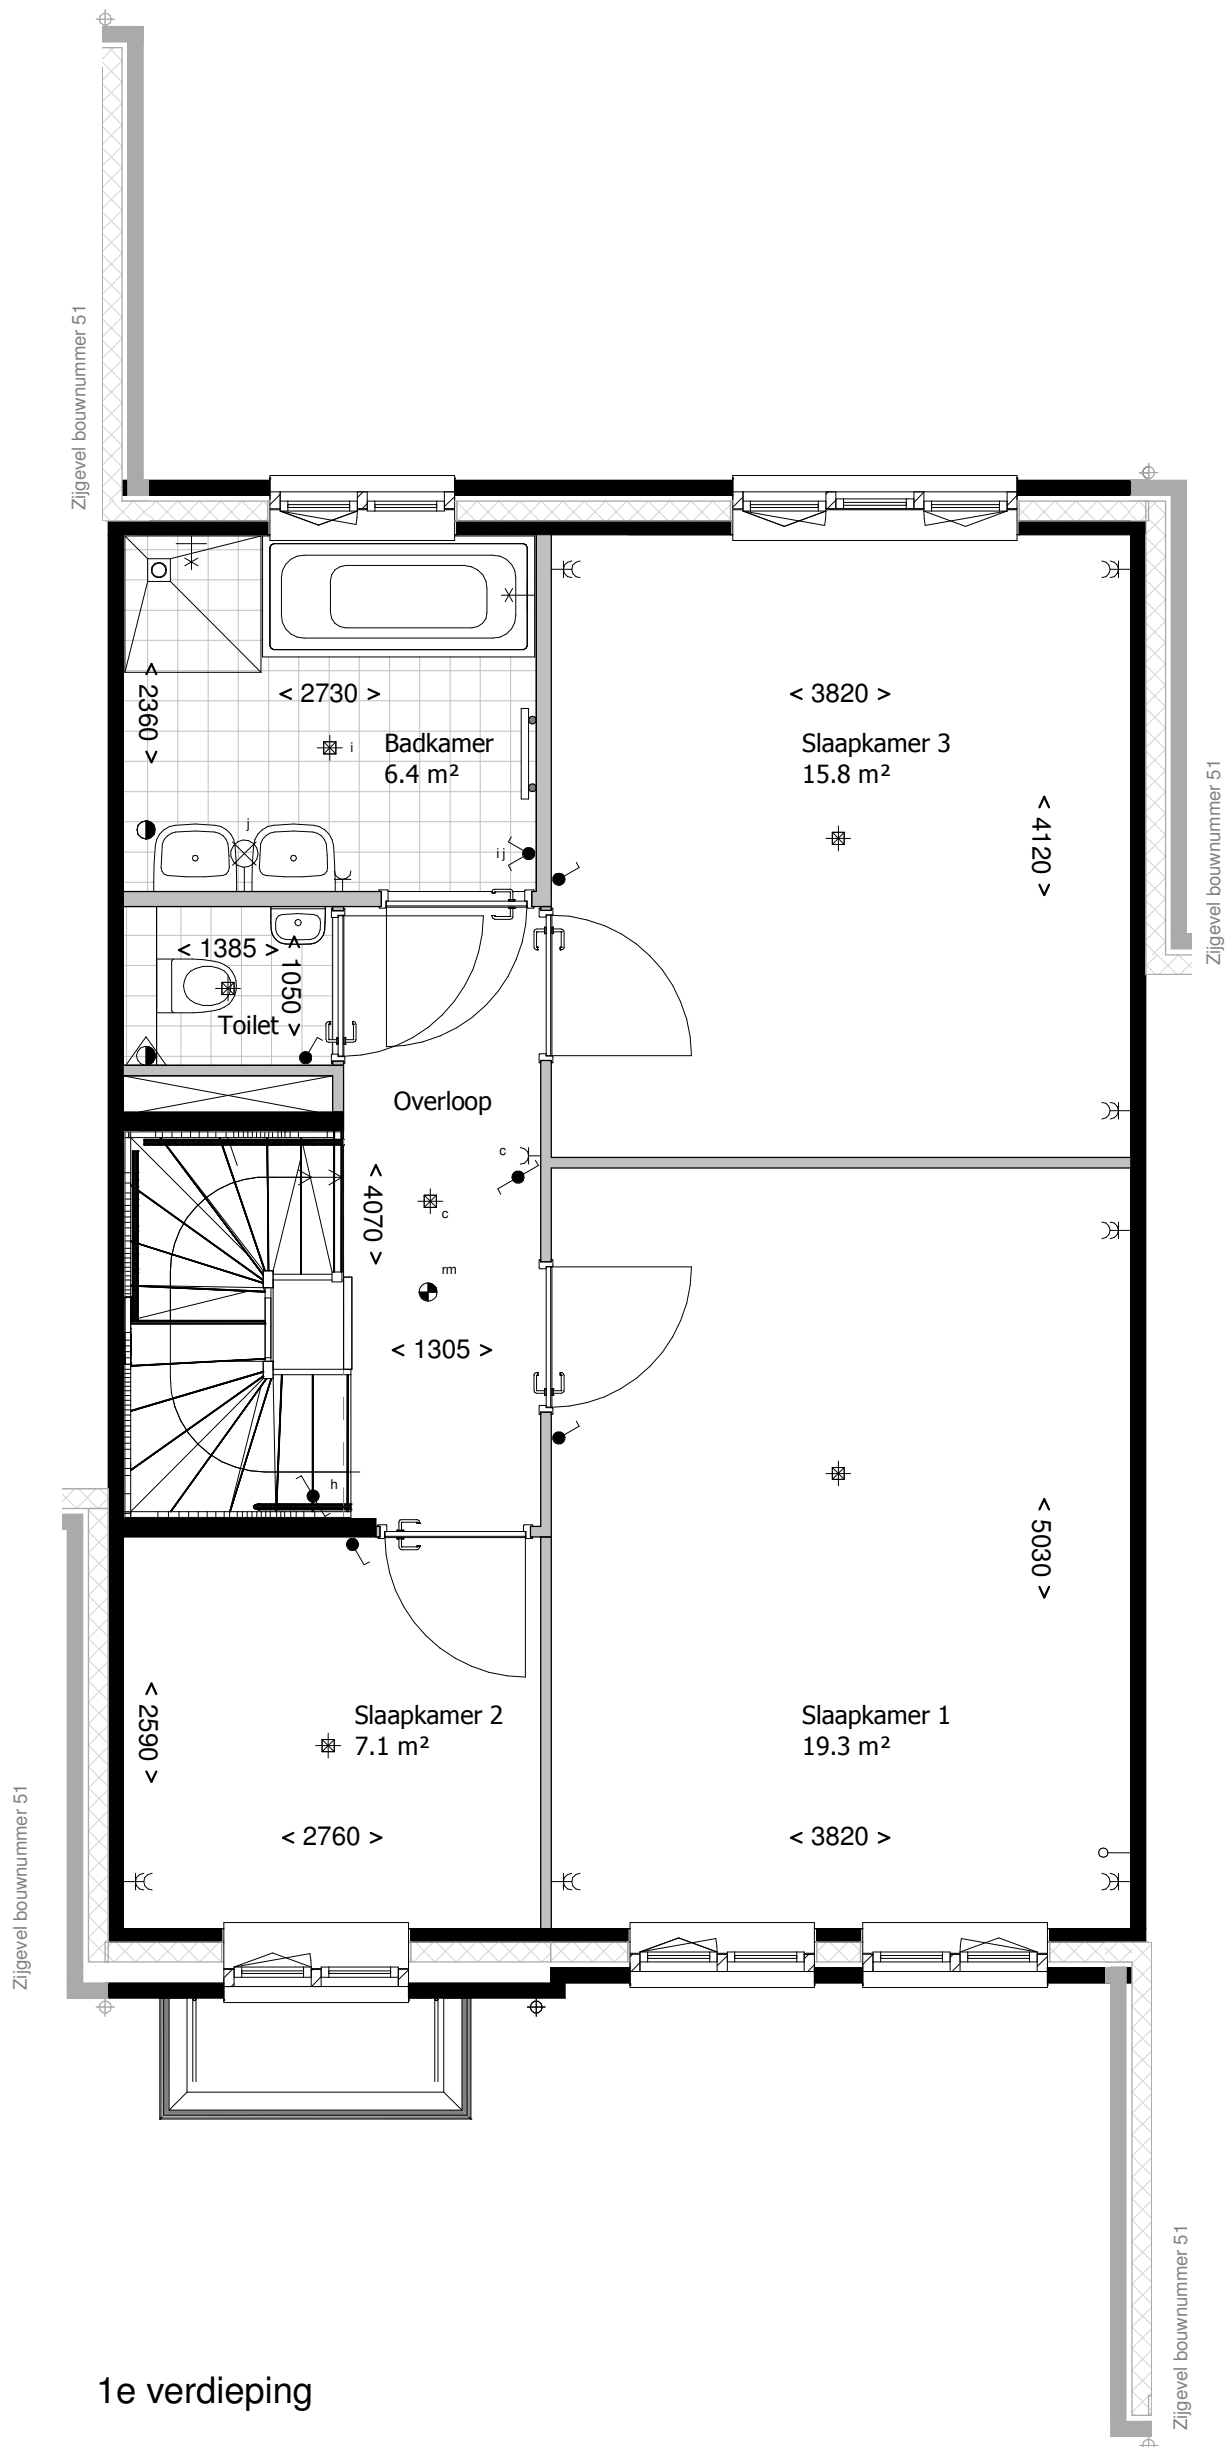 Zijgevel bouwnummer 51
< 2360 >
< 2730 >
i
Badkamer
6.4 m²
j
ij
< 3820 >
Slaapkamer 3
15.8 m²
< 4120 >
Zijgevel bouwnummer 51
< 1385 >
< 1050 >
Toilet
Overloop
c
< 4070 >
c
rm
< 1305 >
h
< 5030 >
< 2590 >
Slaapkamer 2
7.1 m²
Slaapkamer 1
19.3 m²
< 2760 >
< 3820 >
Zijgevel bouwnummer 51
Zijgevel bouwnummer 51
1e verdieping